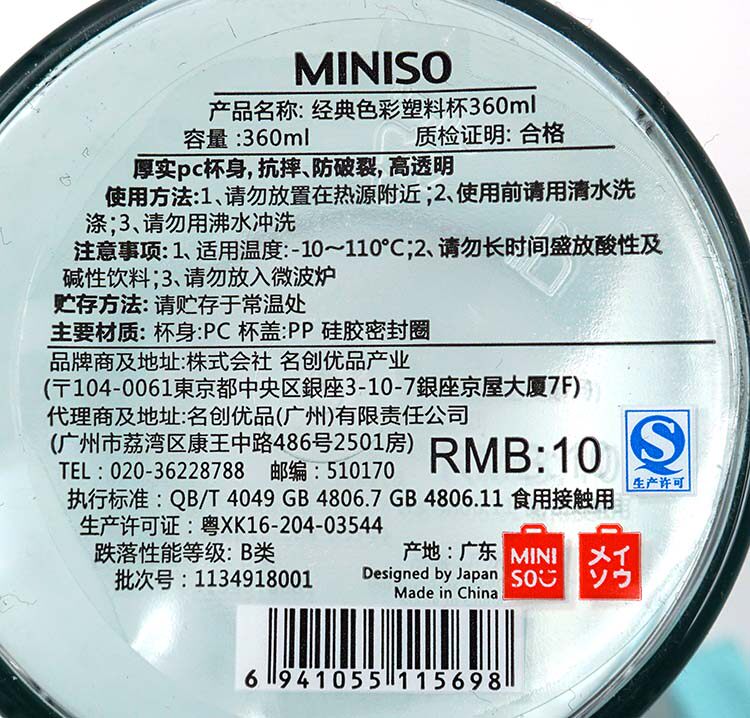 MINISO
产品名称: 经典色彩塑料杯360ml
容量 :360ml 质检证明: 合格
厚实pc杯身, 抗摔、防破裂, 高透明
使用方法:1、请勿放置在热源附近;2、使用前请用清水洗
涤;3、请勿用沸水冲洗
注意事项: 1、适用温度:-10～110°C;2、请勿长时间盛放酸性及
碱性饮料;3、请勿放入微波炉
贮存方法: 请贮存于常温处
主要材质: 杯身:PC 杯盖:PP 硅胶密封圈
品牌商及地址:株式会社 名创优品产业
(〒104-0061東京都中央区銀座3-10-7銀座京屋大厦7F)
代理商及地址: 名创优品(广州)有限责任公司
(广州市荔湾区康王中路486号2501房)
TEL : 020-36228788 邮编 : 510170
RMB:10
生产许可
执行标准 : QB/T 4049 GB 4806.7 GB 4806.11 食用接触用
生产许可证 : 粤XK16-204-03544
跌落性能等级: B类 产地 : 广东
批次号 : 1134918001
Designed by Japan
Made in China
MINI
SO
メイ
ソウ
6 941055 115698